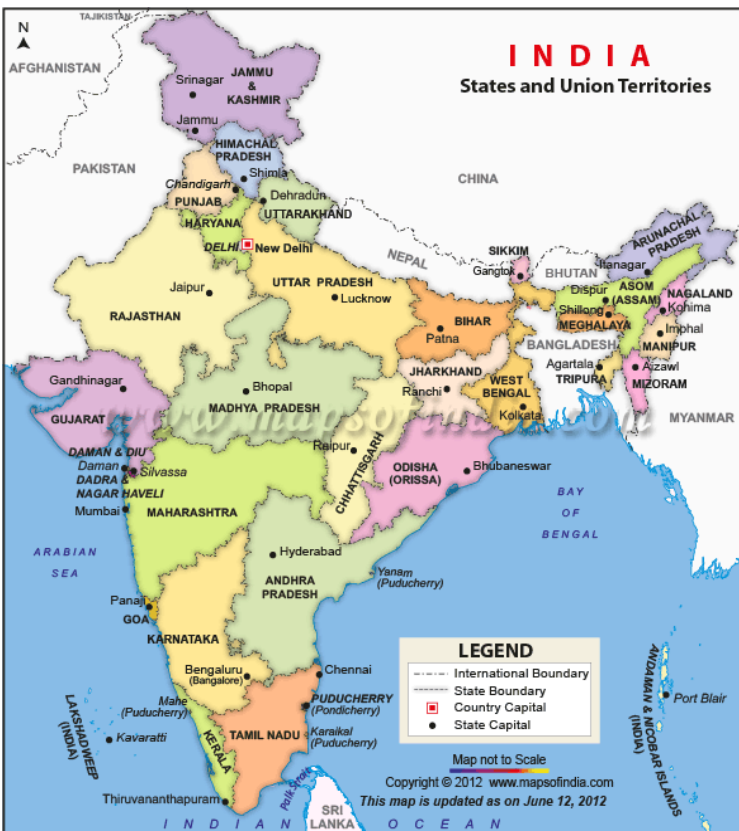 TAJIKISTAN
N
INDIA
States and Union Territories
AFGHANISTAN
JAMMU
&
KASHMIR
Srinagar
Jammu
HIMACHAL
PRADESH
Shimla
PAKISTAN
CHINA
Chandigarh
PUNJAB
Dehradun
UTTARAKHAND
HARYANA
DELHI
New Delhi
NEPAL
SIKKIM
Gangtok
BHUTAN
ARUNACHAL
PRADESH
Itanagar
Dispur
ASOM
(ASSAM)
NAGALAND
Shillong
Kohima
MEGHALAYA
Imphal
MANIPUR
BANGLADESH
Agartala
TRIPURA
Aizawl
MIZORAM
MYANMAR
Jaipur
RAJASTHAN
UTTAR PRADESH
Lucknow
BIHAR
Patna
JHARKHAND
Ranchi
WEST
BENGAL
Kolkata
Gandhinagar
GUJARAT
Bhopal
MADHYA PRADESH
www.mapsofindia.com
Raipur
CHHATTISGARH
ODISHA
(ORISSA)
Bhubaneswar
DAMAN & DIU
Daman
Silvassa
DADRA &
NAGAR HAVELI
Mumbai
MAHARASHTRA
BAY
OF
BENGAL
ARABIAN
SEA
Hyderabad
ANDHRA
PRADESH
Yanam
(Puducherry)
Panaji
GOA
KARNATAKA
Bengaluru
(Bangalore)
Chennai
Mahe
(Puducherry)
PUDUCHERRY
(Pondicherry)
TAMIL NADU
Karaikal
(Puducherry)
KERALA
LAKSHADWEEP
(INDIA)
Kavaratti
Thiruvananthapuram
Palk Strait
SRI
LANKA
INDIAN OCEAN
ANDAMAN & NICOBAR ISLANDS
(INDIA)
Port Blair
LEGEND
International Boundary
State Boundary
Country Capital
State Capital
Map not to Scale
Copyright © 2012 www.mapsofindia.com
This map is updated as on June 12, 2012